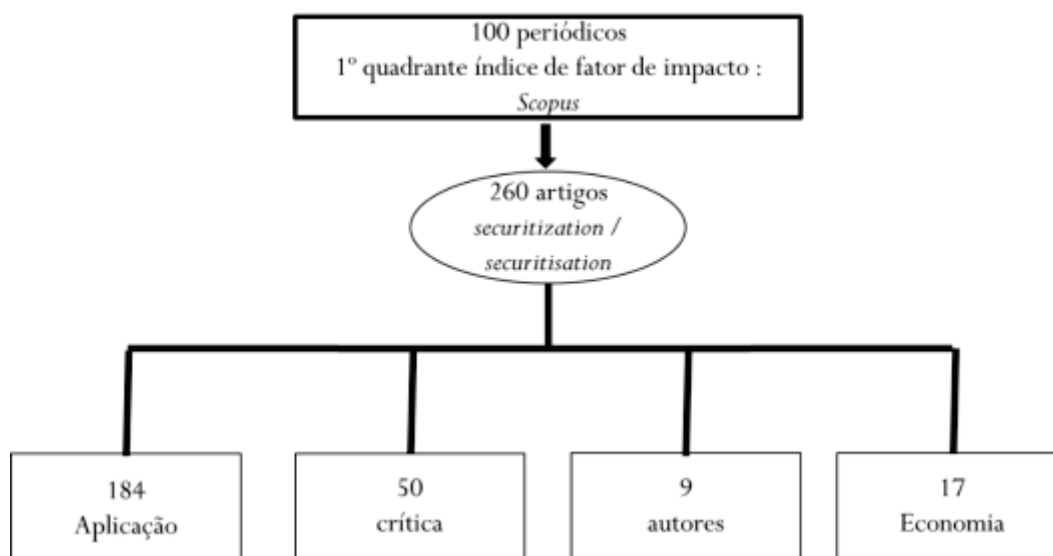 100 periódicos
1º quadrante índice de fator de impacto :
Scopus
260 artigos
securitization /
securitisation
184
Aplicação
50
crítica
9
autores
17
Economia